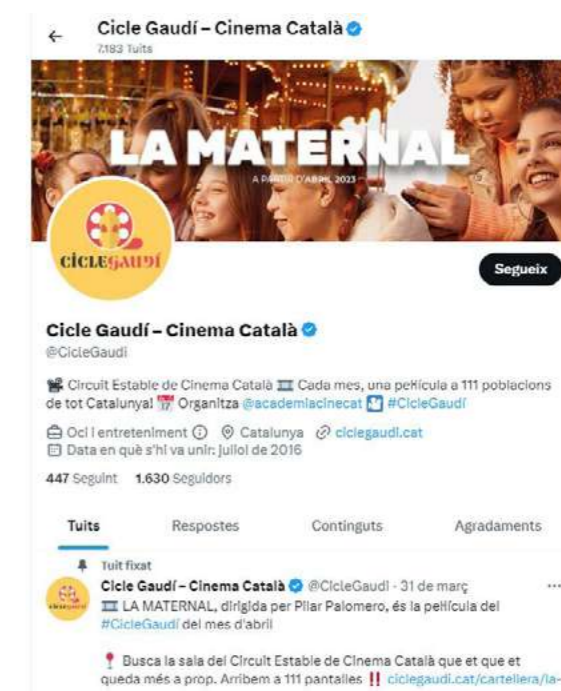 Cicle Gaudí – Cinema Català
7.183 Tuits
LA MATERNAL
A PARTIR D'ABRIL 2023
CICLEGAUDÍ
Segueix
Cicle Gaudí – Cinema Català
@CicleGaudi
Circuit Estable de Cinema Català Cada mes, una pel·lícula a 111 poblacions
de tot Catalunya! Organitza @academiacinecat #CicleGaudí
Oci i entreteniment Catalunya ciclegaudi.cat
Data en què s'hi va unir: juliol de 2016
447 Seguint 1.630 Seguidors
Tuits Respostes Continguts Agradaments
Tuit fixat
Cicle Gaudí – Cinema Català @CicleGaudi · 31 de març
LA MATERNAL, dirigida per Pilar Palomero, és la pel·lícula del
#CicleGaudí del mes d'abril
Busca la sala del Circuit Estable de Cinema Català que et que et
queda més a prop. Arribem a 111 pantalles ‼ ciclegaudi.cat/cartellera/la-